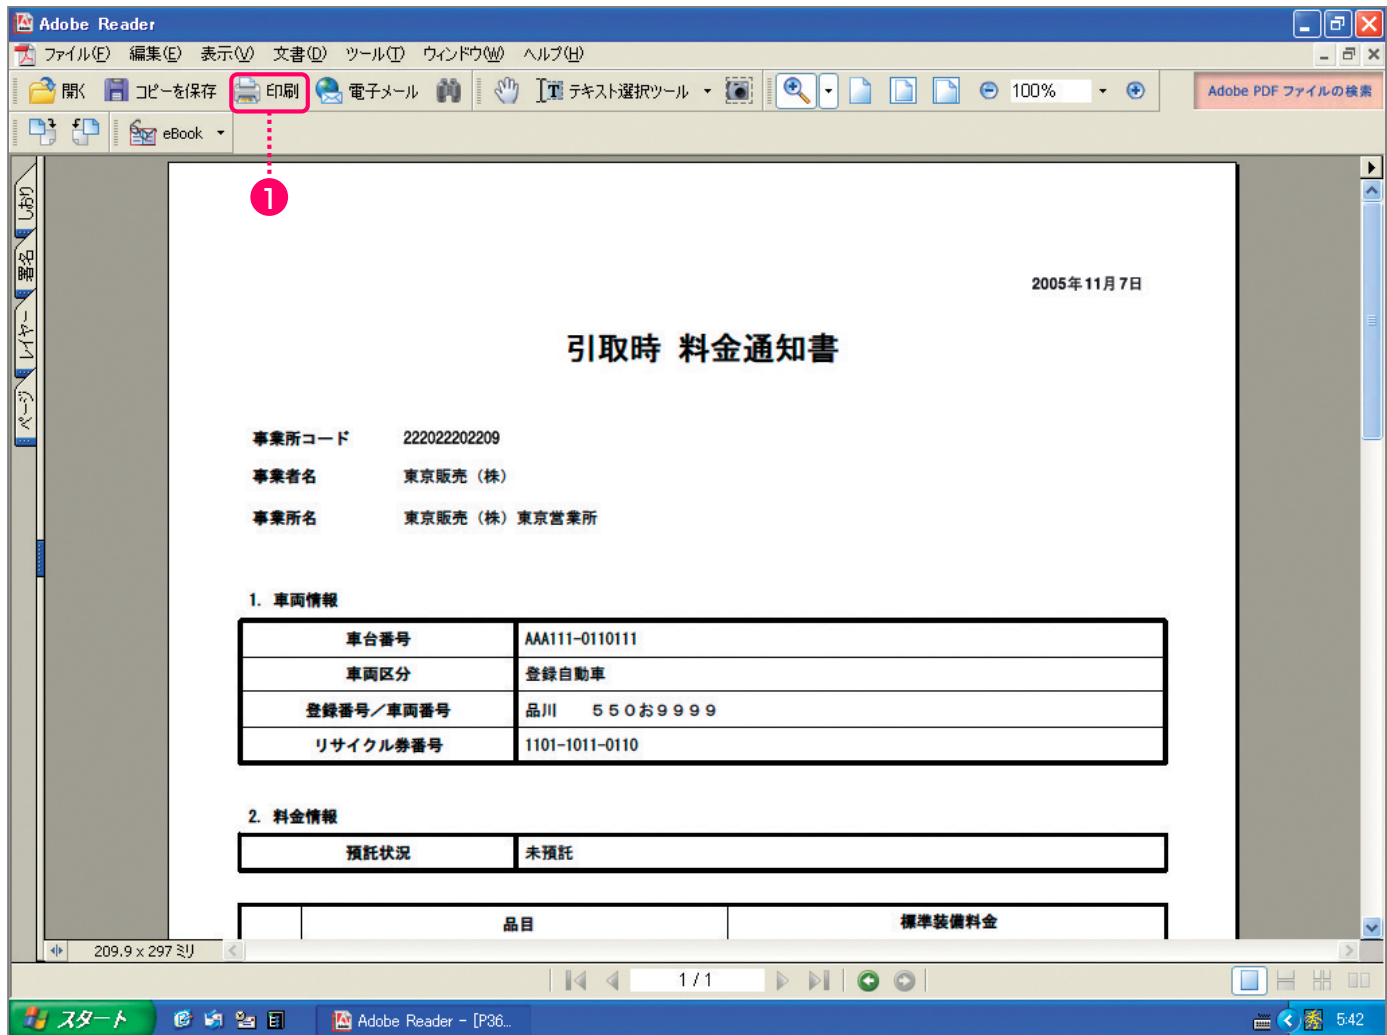 Adobe Reader
ファイル(F) 編集(E) 表示(V) 文書(D) ツール(T) ウィンドウ(W) ヘルプ(H)
開く コピーを保存 印刷 電子メール テキスト選択ツール 100% Adobe PDF ファイルの検索
eBook
1
しおり
署名
レイヤー
ページ
2005年11月7日
引取時 料金通知書
事業所コード 222022202209
事業者名 東京販売（株）
事業所名 東京販売（株）東京営業所
1. 車両情報
車台番号 AAA111-0110111
車両区分 登録自動車
登録番号／車両番号 品川 ５５０お９９９９
リサイクル券番号 1101-1011-0110
2. 料金情報
預託状況 未預託
品目 標準装備料金
209.9 x 297 ミリ
1 / 1
スタート Adobe Reader - [P36... 5:42